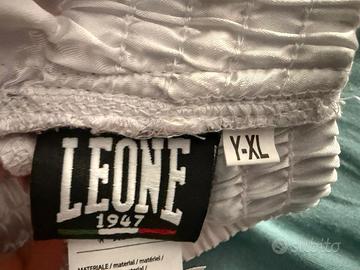 LEONE
1947
Y-XL
MATERIALE / material / matériel /
subito